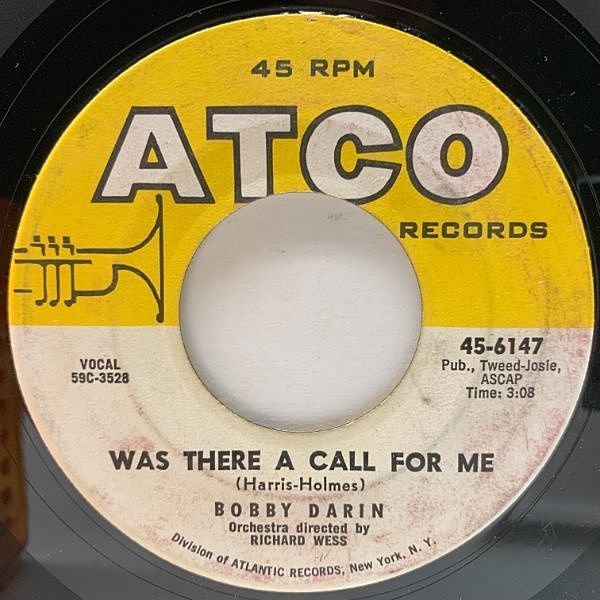 45 RPM
ATCO
RECORDS
VOCAL
59C-3528
45-6147
Pub., Tweed-Josie,
ASCAP
Time: 3:08
WAS THERE A CALL FOR ME
(Harris-Holmes)
BOBBY DARIN
Orchestra directed by
RICHARD WESS
Division of ATLANTIC RECORDS, New York, N. Y.